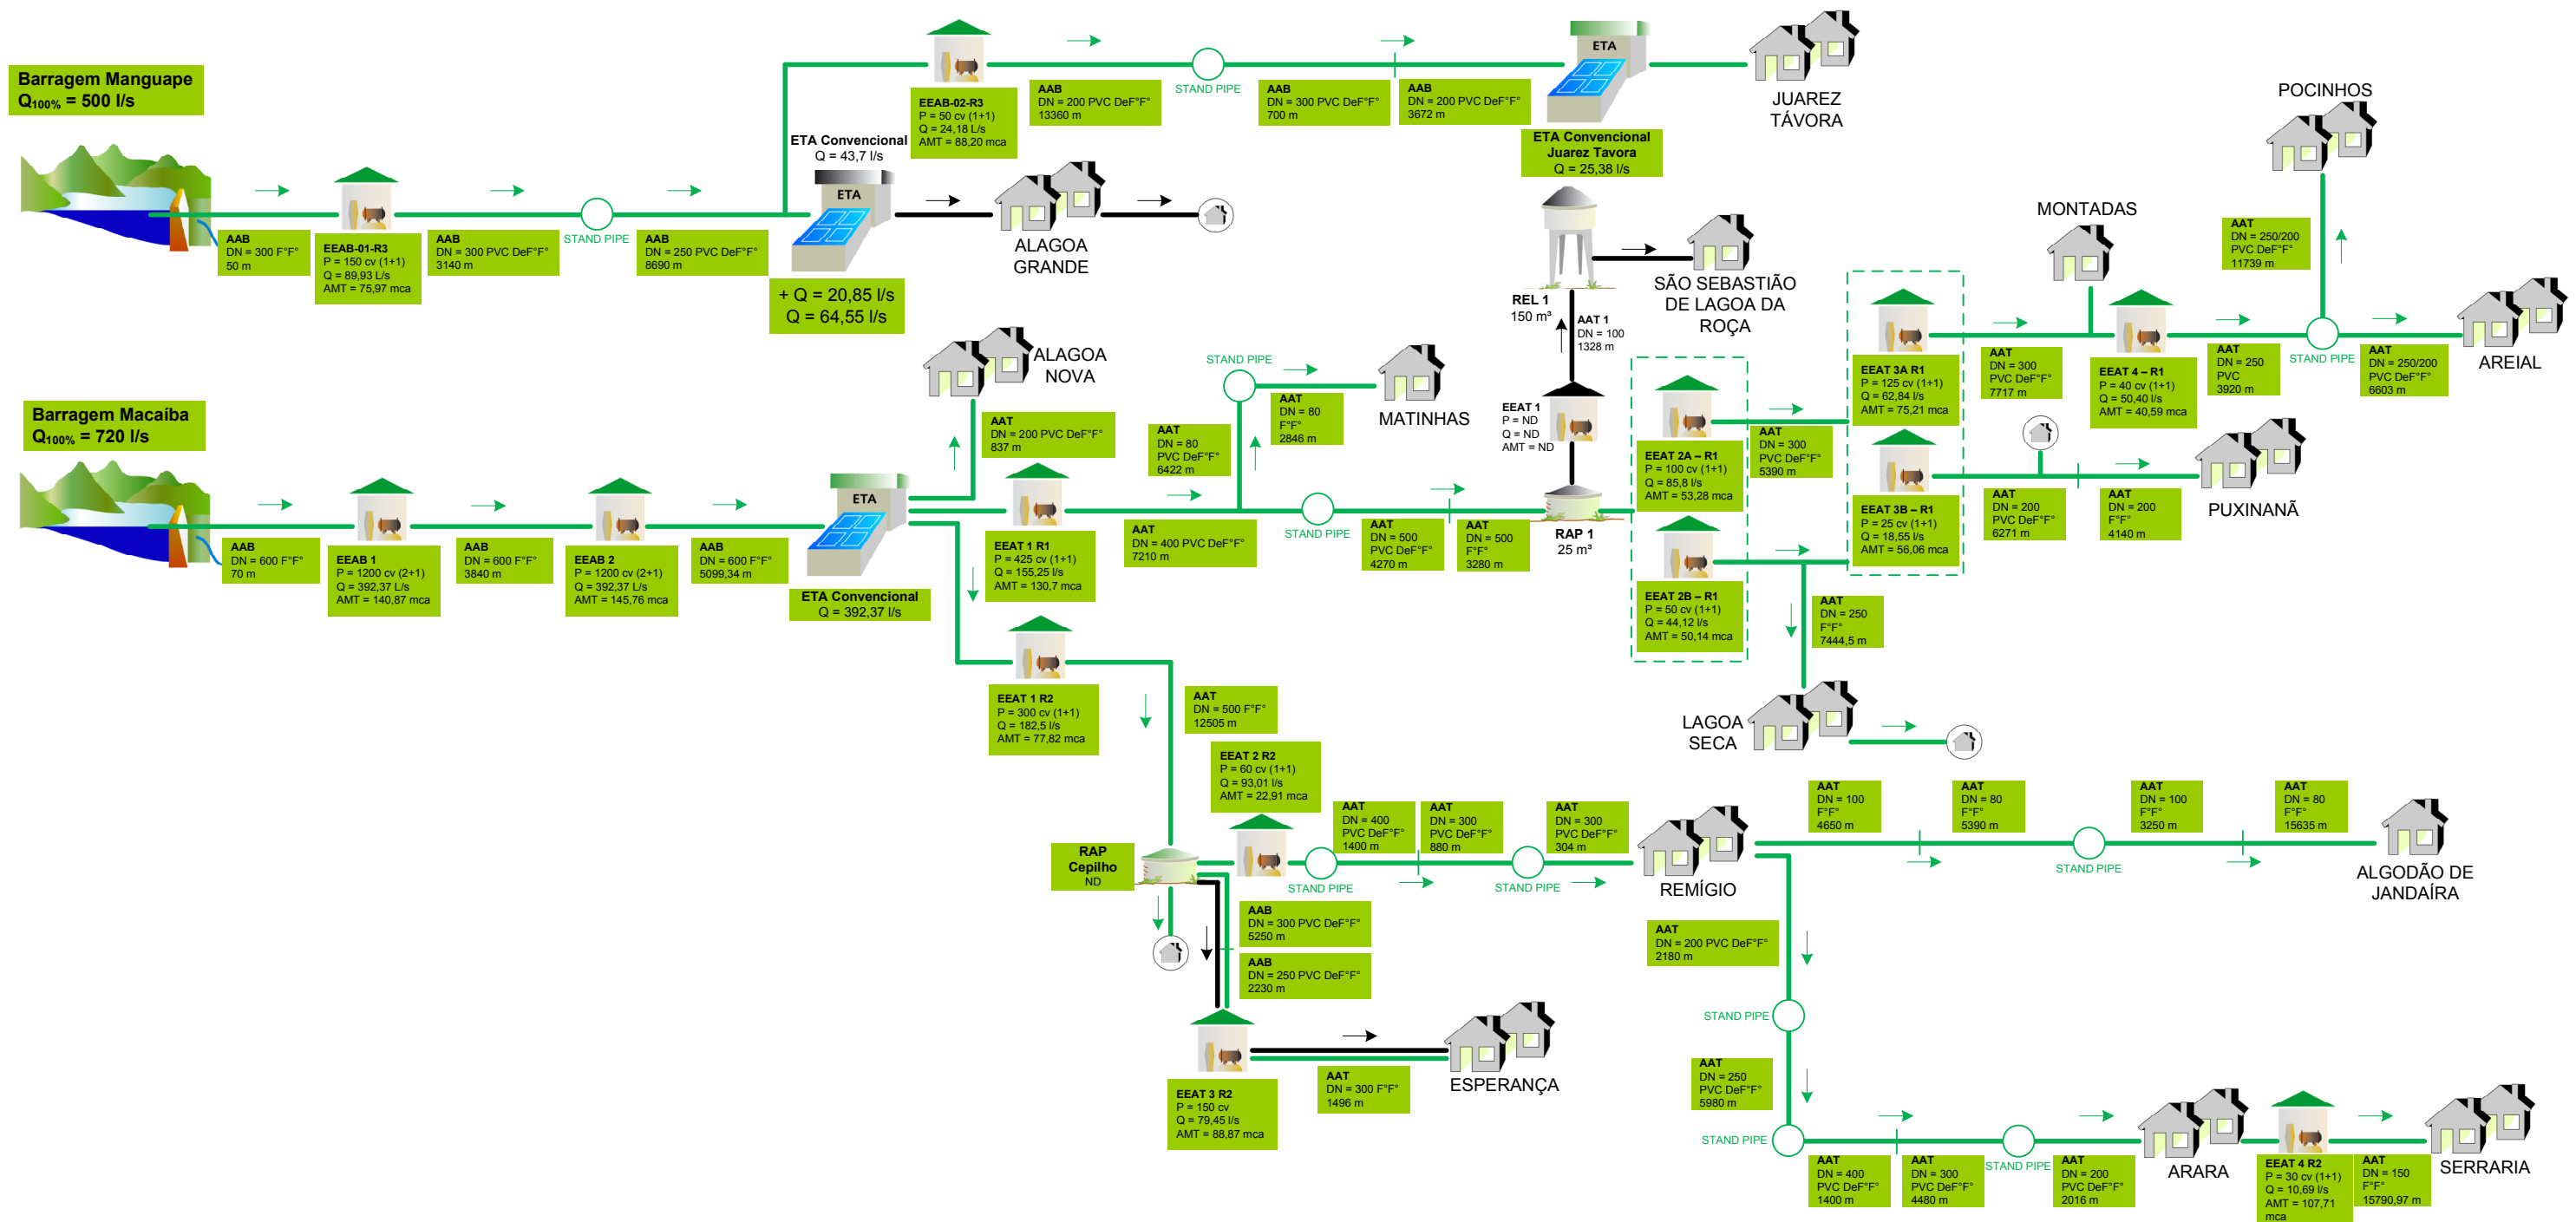 Barragem Manguape
Q100% = 500 l/s
AAB
DN = 300 F°F°
50 m
EEAB-01-R3
P = 150 cv (1+1)
Q = 89,93 L/s
AMT = 75,97 mca
AAB
DN = 300 PVC DeF°F°
3140 m
STAND PIPE
AAB
DN = 250 PVC DeF°F°
8690 m
ETA Convencional
Q = 43,7 l/s
ETA
+ Q = 20,85 l/s
Q = 64,55 l/s
ALAGOA
GRANDE
EEAB-02-R3
P = 50 cv (1+1)
Q = 24,18 L/s
AMT = 88,20 mca
AAB
DN = 200 PVC DeF°F°
13360 m
STAND PIPE
AAB
DN = 300 PVC DeF°F°
700 m
AAB
DN = 200 PVC DeF°F°
3672 m
ETA
ETA Convencional
Juarez Tavora
Q = 25,38 l/s
JUAREZ
TÁVORA
Barragem Macaíba
Q100% = 720 l/s
AAB
DN = 600 F°F°
70 m
EEAB 1
P = 1200 cv (2+1)
Q = 392,37 L/s
AMT = 140,87 mca
AAB
DN = 600 F°F°
3840 m
EEAB 2
P = 1200 cv (2+1)
Q = 392,37 L/s
AMT = 145,76 mca
AAB
DN = 600 F°F°
5099,34 m
ETA
ETA Convencional
Q = 392,37 l/s
ALAGOA
NOVA
AAT
DN = 200 PVC DeF°F°
837 m
EEAT 1 R1
P = 425 cv (1+1)
Q = 155,25 l/s
AMT = 130,7 mca
AAT
DN = 400 PVC DeF°F°
7210 m
AAT
DN = 80
PVC DeF°F°
6422 m
STAND PIPE
AAT
DN = 80
F°F°
2846 m
MATINHAS
STAND PIPE
AAT
DN = 500
PVC DeF°F°
4270 m
AAT
DN = 500
F°F°
3280 m
RAP 1
25 m³
EEAT 1
P = ND
Q = ND
AMT = ND
AAT 1
DN = 100
1328 m
REL 1
150 m³
SÃO SEBASTIÃO
DE LAGOA DA
ROÇA
EEAT 2A – R1
P = 100 cv (1+1)
Q = 85,8 l/s
AMT = 53,28 mca
EEAT 2B – R1
P = 50 cv (1+1)
Q = 44,12 l/s
AMT = 50,14 mca
AAT
DN = 300
PVC DeF°F°
5390 m
AAT
DN = 250
F°F°
7444,5 m
LAGOA
SECA
EEAT 3A R1
P = 125 cv (1+1)
Q = 62,84 l/s
AMT = 75,21 mca
EEAT 3B – R1
P = 25 cv (1+1)
Q = 18,55 l/s
AMT = 56,06 mca
AAT
DN = 300
PVC DeF°F°
7717 m
MONTADAS
EEAT 4 – R1
P = 40 cv (1+1)
Q = 50,40 l/s
AMT = 40,59 mca
AAT
DN = 250
PVC
3920 m
STAND PIPE
AAT
DN = 250/200
PVC DeF°F°
11739 m
POCINHOS
AAT
DN = 250/200
PVC DeF°F°
6603 m
AREIAL
AAT
DN = 200
PVC DeF°F°
6271 m
AAT
DN = 200
F°F°
4140 m
PUXINANÃ
EEAT 1 R2
P = 300 cv (1+1)
Q = 182,5 l/s
AMT = 77,82 mca
AAT
DN = 500 F°F°
12505 m
RAP
Cepilho
ND
EEAT 2 R2
P = 60 cv (1+1)
Q = 93,01 l/s
AMT = 22,91 mca
STAND PIPE
AAT
DN = 400
PVC DeF°F°
1400 m
AAT
DN = 300
PVC DeF°F°
880 m
STAND PIPE
AAT
DN = 300
PVC DeF°F°
304 m
REMÍGIO
AAB
DN = 300 PVC DeF°F°
5250 m
AAB
DN = 250 PVC DeF°F°
2230 m
EEAT 3 R2
P = 150 cv
Q = 79,45 l/s
AMT = 88,87 mca
AAT
DN = 300 F°F°
1496 m
ESPERANÇA
AAT
DN = 100
F°F°
4650 m
AAT
DN = 80
F°F°
5390 m
STAND PIPE
AAT
DN = 100
F°F°
3250 m
AAT
DN = 80
F°F°
15635 m
ALGODÃO DE
JANDAÍRA
AAT
DN = 200 PVC DeF°F°
2180 m
STAND PIPE
AAT
DN = 250
PVC DeF°F°
5980 m
STAND PIPE
AAT
DN = 400
PVC DeF°F°
1400 m
AAT
DN = 300
PVC DeF°F°
4480 m
STAND PIPE
AAT
DN = 200
PVC DeF°F°
2016 m
ARARA
EEAT 4 R2
P = 30 cv (1+1)
Q = 10,69 l/s
AMT = 107,71
mca
AAT
DN = 150
F°F°
15790,97 m
SERRARIA